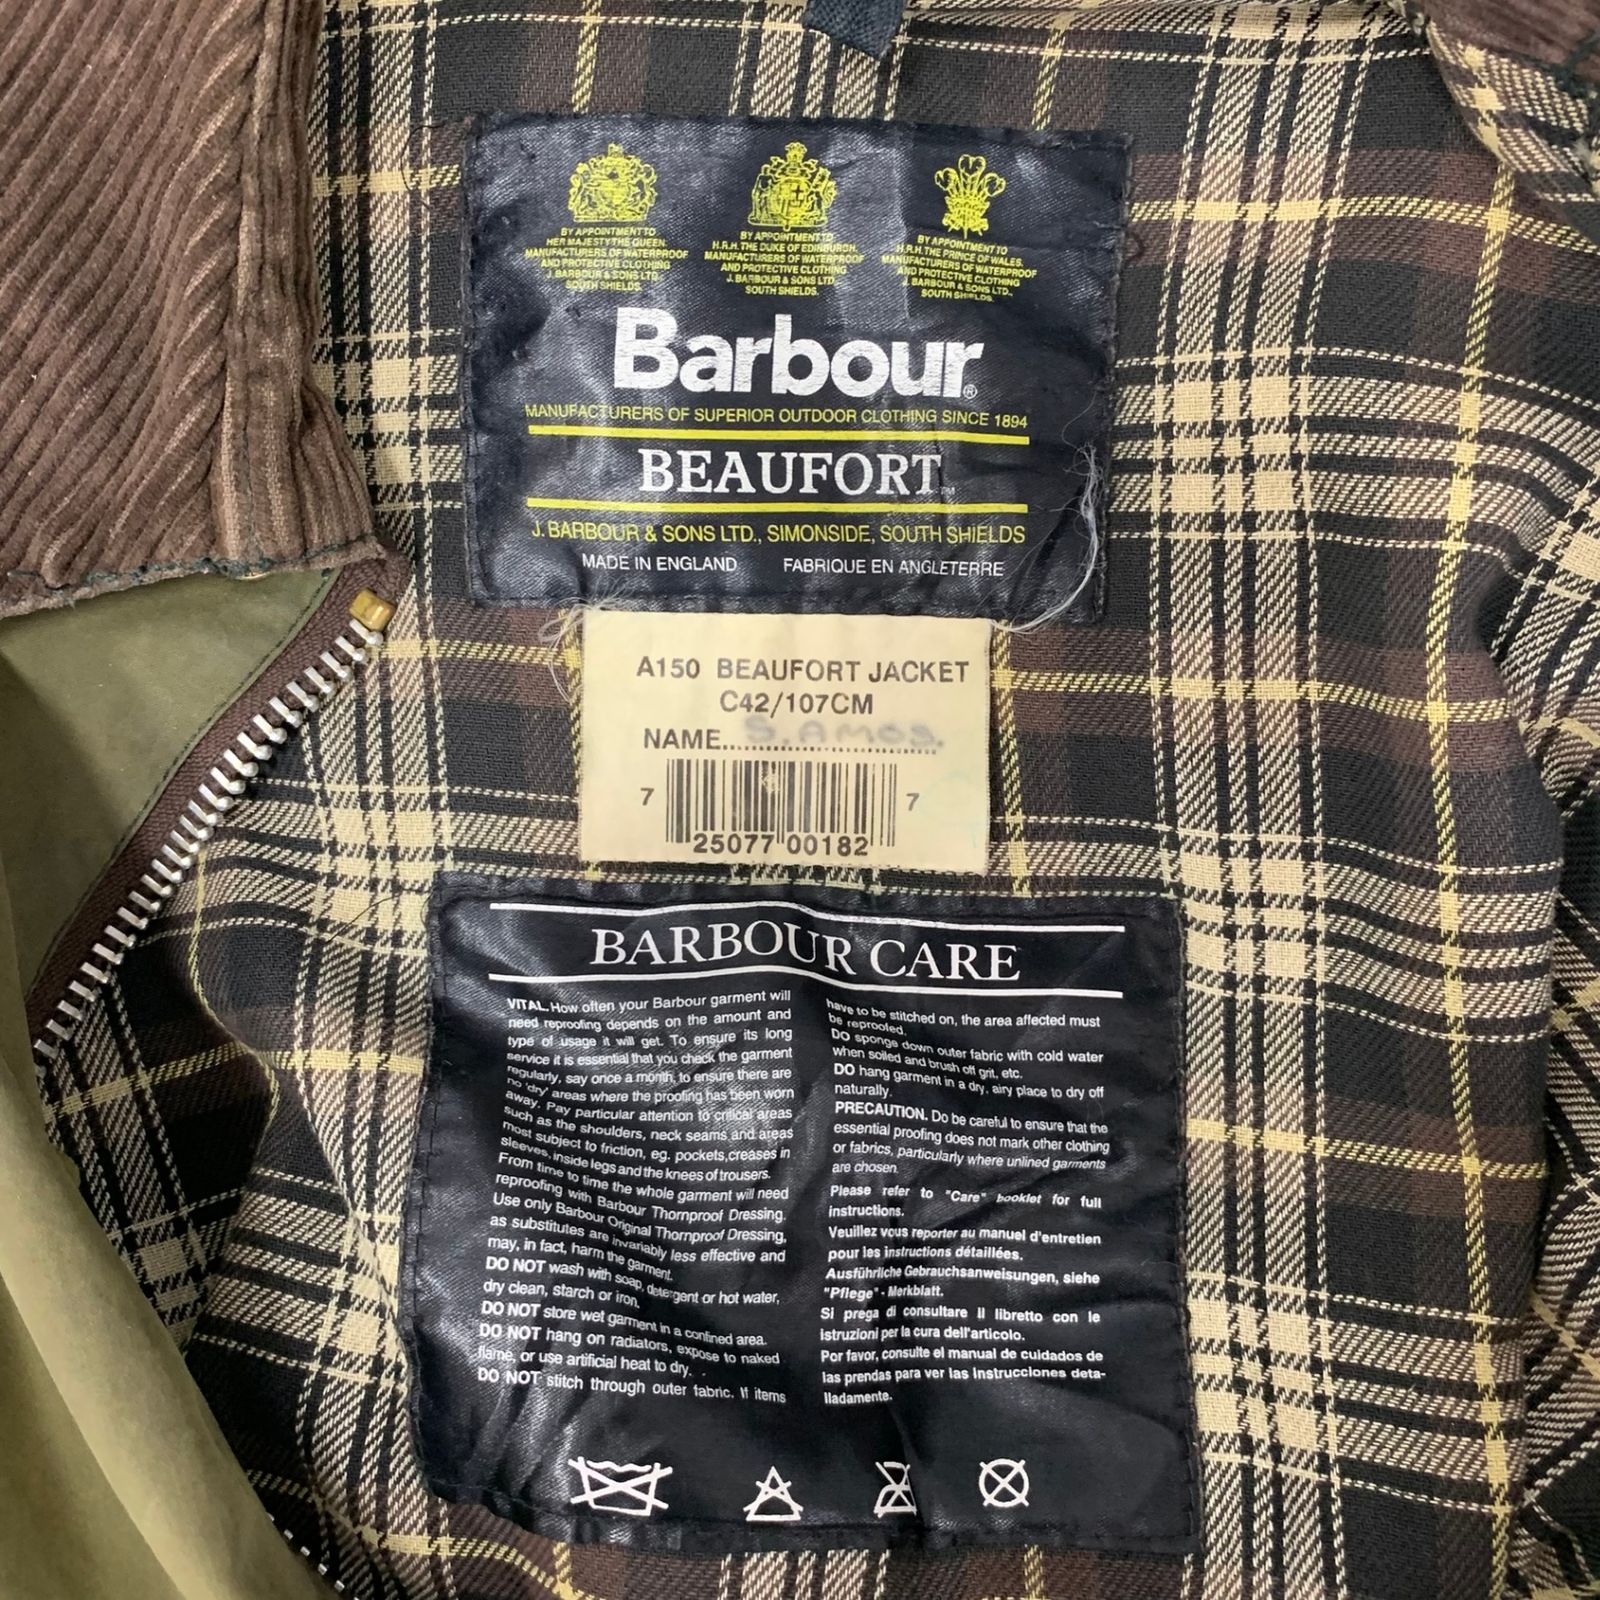 BY APPOINTMENT TO
HER MAJESTY THE QUEEN.
MANUFACTURERS OF WATERPROOF
AND PROTECTIVE CLOTHING
J. BARBOUR & SONS LTD.,
SOUTH SHIELDS.
BY APPOINTMENT TO
H.R.H. THE DUKE OF EDINBURGH.
MANUFACTURERS OF WATERPROOF
AND PROTECTIVE CLOTHING
J. BARBOUR & SONS LTD.,
SOUTH SHIELDS.
BY APPOINTMENT TO
H.R.H. THE PRINCE OF WALES.
MANUFACTURERS OF WATERPROOF
AND PROTECTIVE CLOTHING
J. BARBOUR & SONS LTD.,
SOUTH SHIELDS.
Barbour®
MANUFACTURERS OF SUPERIOR OUTDOOR CLOTHING SINCE 1894
BEAUFORT™
J. BARBOUR & SONS LTD., SIMONSIDE, SOUTH SHIELDS
MADE IN ENGLAND FABRIQUE EN ANGLETERRE
A150 BEAUFORT JACKET
C42/107CM
NAME S. Amos.
7 25077 00182 7
BARBOUR CARE
VITAL. How often your Barbour garment will
need reproofing depends on the amount and
type of usage it will get. To ensure its long
service it is essential that you check the garment
regularly, say once a month, to ensure there are
no 'dry' areas where the proofing has been worn
away. Pay particular attention to critical areas
such as the shoulders, neck seams and areas
most subject to friction, eg. pockets, creases in
sleeves, inside legs and the knees of trousers.
From time to time the whole garment will need
reproofing with Barbour Thornproof Dressing.
Use only Barbour Original Thornproof Dressing,
as substitutes are invariably less effective and
may, in fact, harm the garment.
DO NOT wash with soap, detergent or hot water,
dry clean, starch or iron.
DO NOT store wet garment in a confined area.
DO NOT hang on radiators, expose to naked
flame, or use artificial heat to dry.
DO NOT stitch through outer fabric. If items
have to be stitched on, the area affected must
be reproofed.
DO sponge down outer fabric with cold water
when soiled and brush off grit, etc.
DO hang garment in a dry, airy place to dry off
naturally.
PRECAUTION. Do be careful to ensure that the
essential proofing does not mark other clothing
or fabrics, particularly where unlined garments
are chosen.
Please refer to "Care" booklet for full
instructions.
Veuillez vous reporter au manuel d'entretien
pour les instructions détaillées.
Ausführliche Gebrauchsanweisungen, siehe
"Pflege" - Merkblatt.
Si prega di consultare il libretto con le
istruzioni per la cura dell'articolo.
Por favor, consulte el manual de cuidados de
las prendas para ver las instrucciones deta-
lladamente.